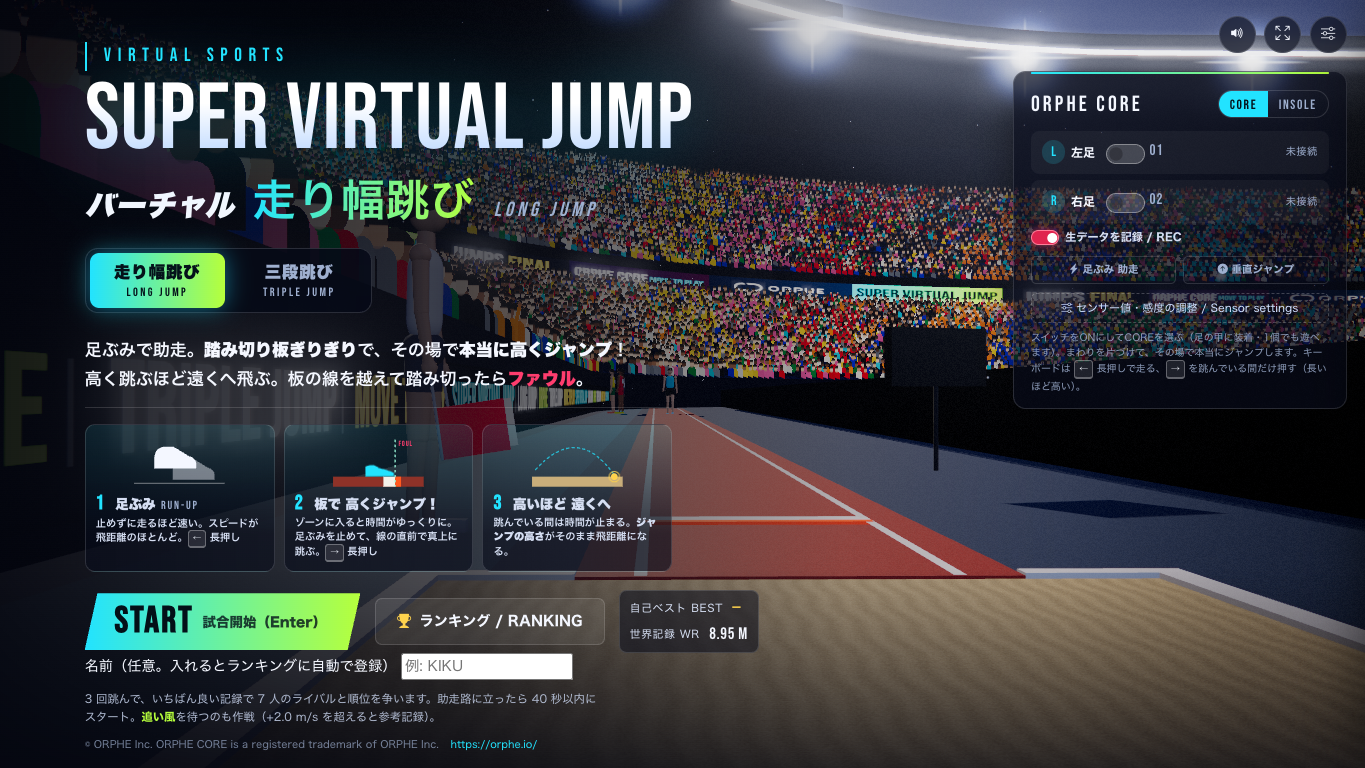 VIRTUAL SPORTS
SUPER VIRTUAL JUMP
バーチャル 走り幅跳び LONG JUMP
走り幅跳び
LONG JUMP
三段跳び
TRIPLE JUMP
足ぶみで助走。踏み切り板ぎりぎりで、その場で本当に高くジャンプ！
高く跳ぶほど遠くへ飛ぶ。板の線を越えて踏み切ったらファウル。
1 足ぶみ RUN-UP
止めずに走るほど速い。スピードが
飛距離のほとんど。 ← 長押し
FOUL
2 板で 高くジャンプ！
ゾーンに入ると時間がゆっくりに。
足ぶみを止めて、線の直前で真上に
跳ぶ。 → 長押し
3 高いほど 遠くへ
跳んでいる間は時間が止まる。ジャ
ンプの高さがそのまま飛距離にな
る。
START 試合開始（Enter）
ランキング / RANKING
自己ベスト BEST –
世界記録 WR 8.95 M
名前（任意。入れるとランキングに自動で登録） 例: KIKU
3 回跳んで、いちばん良い記録で 7 人のライバルと順位を争います。助走路に立ったら 40 秒以内に
スタート。追い風を待つのも作戦（+2.0 m/s を超えると参考記録）。
© ORPHE Inc. ORPHE CORE is a registered trademark of ORPHE Inc. https://orphe.io/
ORPHE CORE
CORE INSOLE
L 左足 01 未接続
R 右足 02 未接続
生データを記録 / REC
足ぶみ 助走
垂直ジャンプ
センサー値・感度の調整 / Sensor settings
スイッチをONにしてCOREを選ぶ（足の甲に装着・1個でも遊べ
ます）。まわりを片づけて、その場で本当にジャンプします。キー
ボードは ← 長押しで走る、 → を跳んでいる間だけ押す（長い
ほど高い）。
JUMPS FINAL
ORPHE CORE
ORPHE
SUPER VIRTUAL JUMP
TRIPLE JUMP
MOVE